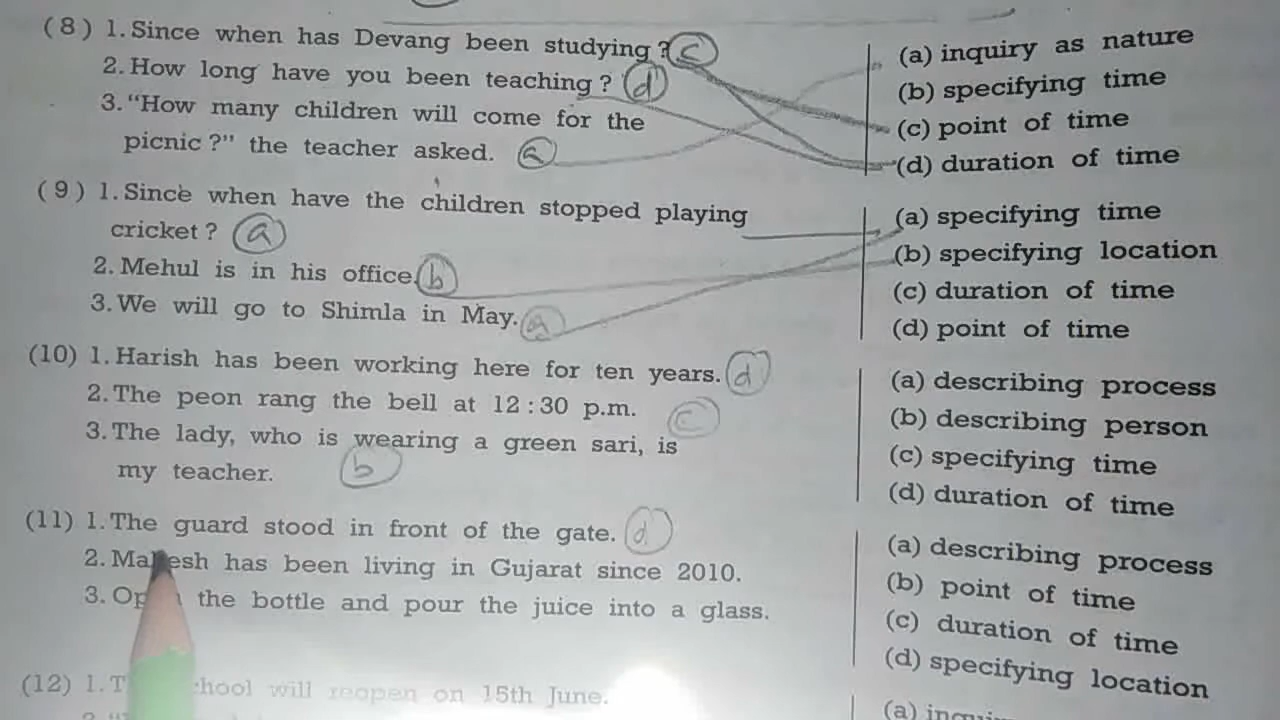 (8) 1. Since when has Devang been studying ? c (a) inquiry as nature
2. How long have you been teaching ? d (b) specifying time
3. "How many children will come for the (c) point of time
picnic ?" the teacher asked. a (d) duration of time
(9) 1. Since when have the children stopped playing (a) specifying time
cricket ? a (b) specifying location
2. Mehul is in his office. b (c) duration of time
3. We will go to Shimla in May. a (d) point of time
(10) 1. Harish has been working here for ten years. d (a) describing process
2. The peon rang the bell at 12 : 30 p.m. c (b) describing person
3. The lady, who is wearing a green sari, is (c) specifying time
my teacher. b (d) duration of time
(11) 1. The guard stood in front of the gate. d (a) describing process
2. has been living in Gujarat since 2010. (b) point of time
3. the bottle and pour the juice into a glass. (c) duration of time
(d) specifying location
(12) 1. will reopen on 15th June. (a)